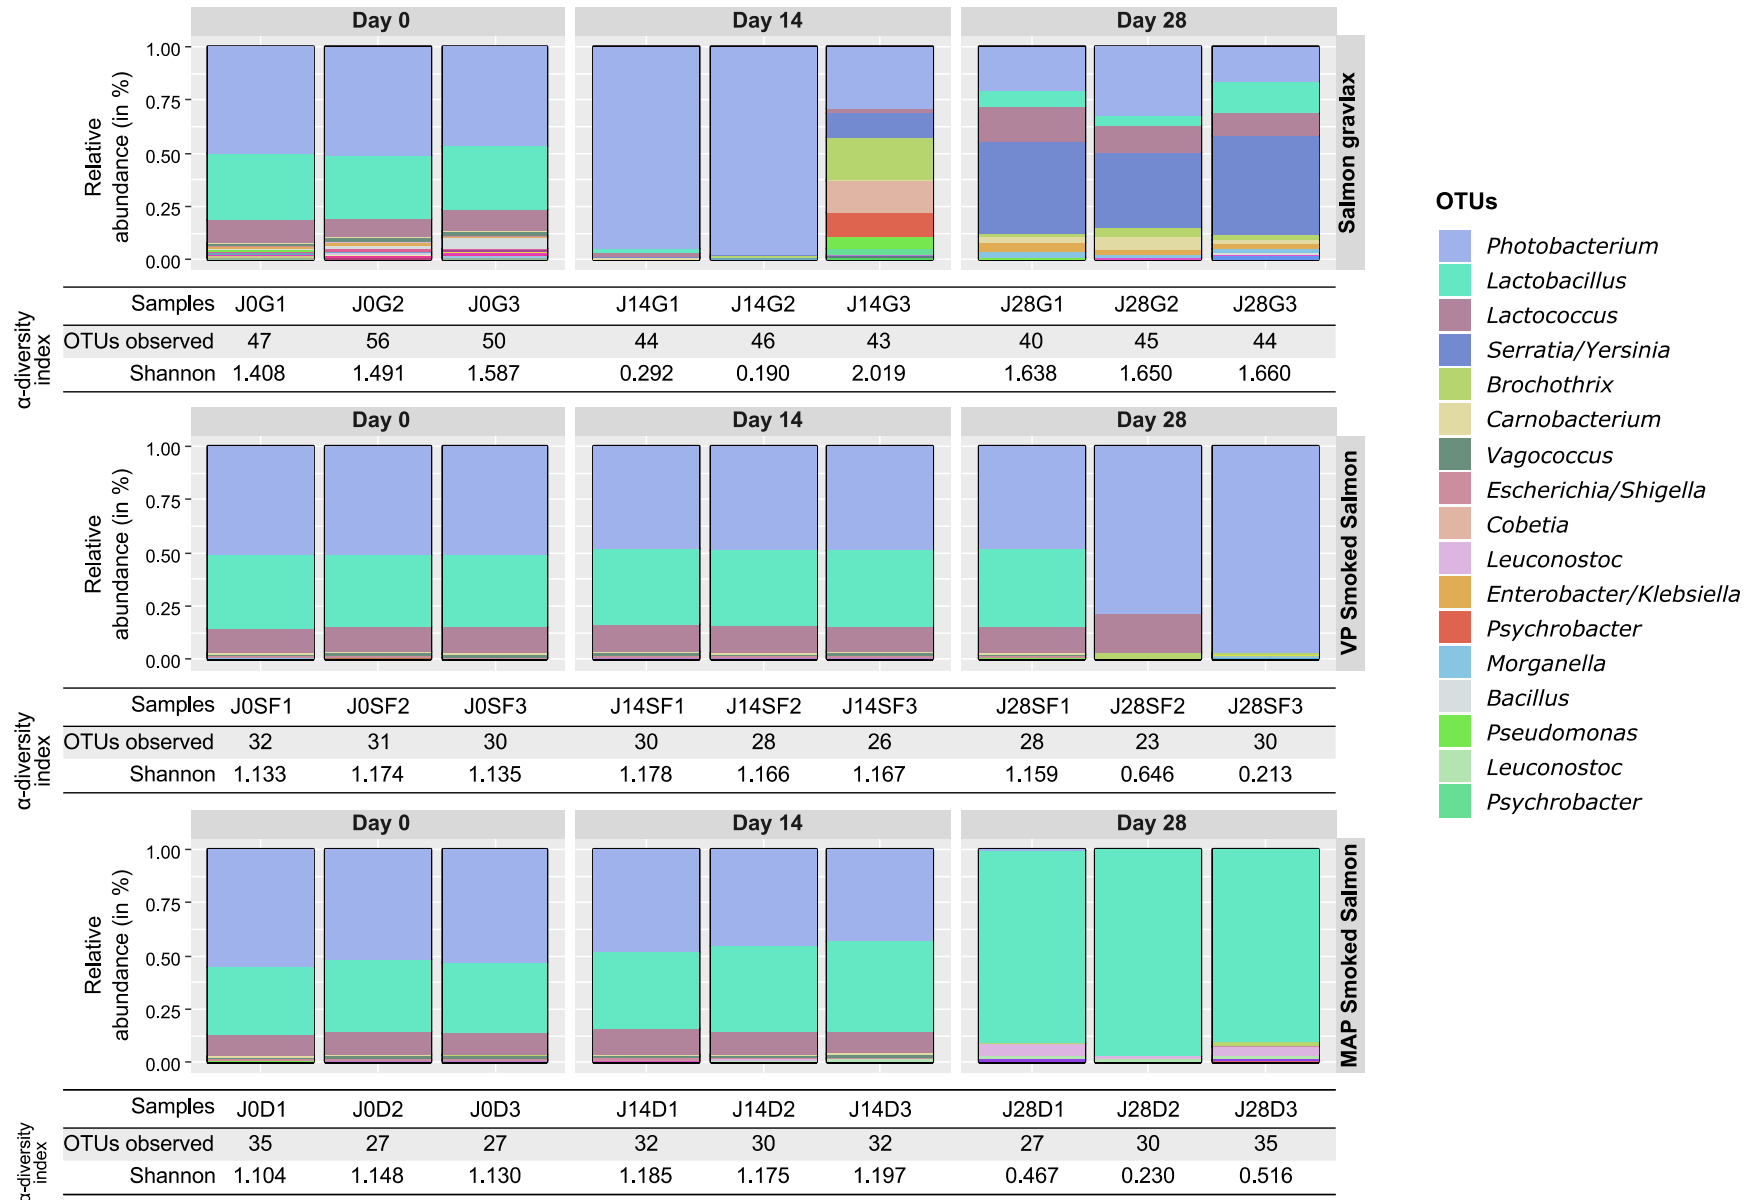 Day 0 Day 14 Day 28
Relative
abundance (in %)
1.00
0.75
0.50
0.25
0.00
Salmon gravlax
α-diversity
index
Samples J0G1 J0G2 J0G3 J14G1 J14G2 J14G3 J28G1 J28G2 J28G3
OTUs observed 47 56 50 44 46 43 40 45 44
Shannon 1.408 1.491 1.587 0.292 0.190 2.019 1.638 1.650 1.660
Day 0 Day 14 Day 28
Relative
abundance (in %)
1.00
0.75
0.50
0.25
0.00
VP Smoked Salmon
α-diversity
index
Samples J0SF1 J0SF2 J0SF3 J14SF1 J14SF2 J14SF3 J28SF1 J28SF2 J28SF3
OTUs observed 32 31 30 30 28 26 28 23 30
Shannon 1.133 1.174 1.135 1.178 1.166 1.167 1.159 0.646 0.213
Day 0 Day 14 Day 28
Relative
abundance (in %)
1.00
0.75
0.50
0.25
0.00
MAP Smoked Salmon
α-diversity
index
Samples J0D1 J0D2 J0D3 J14D1 J14D2 J14D3 J28D1 J28D2 J28D3
OTUs observed 35 27 27 32 30 32 27 30 35
Shannon 1.104 1.148 1.130 1.185 1.175 1.197 0.467 0.230 0.516
OTUs
Photobacterium
Lactobacillus
Lactococcus
Serratia/Yersinia
Brochothrix
Carnobacterium
Vagococcus
Escherichia/Shigella
Cobetia
Leuconostoc
Enterobacter/Klebsiella
Psychrobacter
Morganella
Bacillus
Pseudomonas
Leuconostoc
Psychrobacter